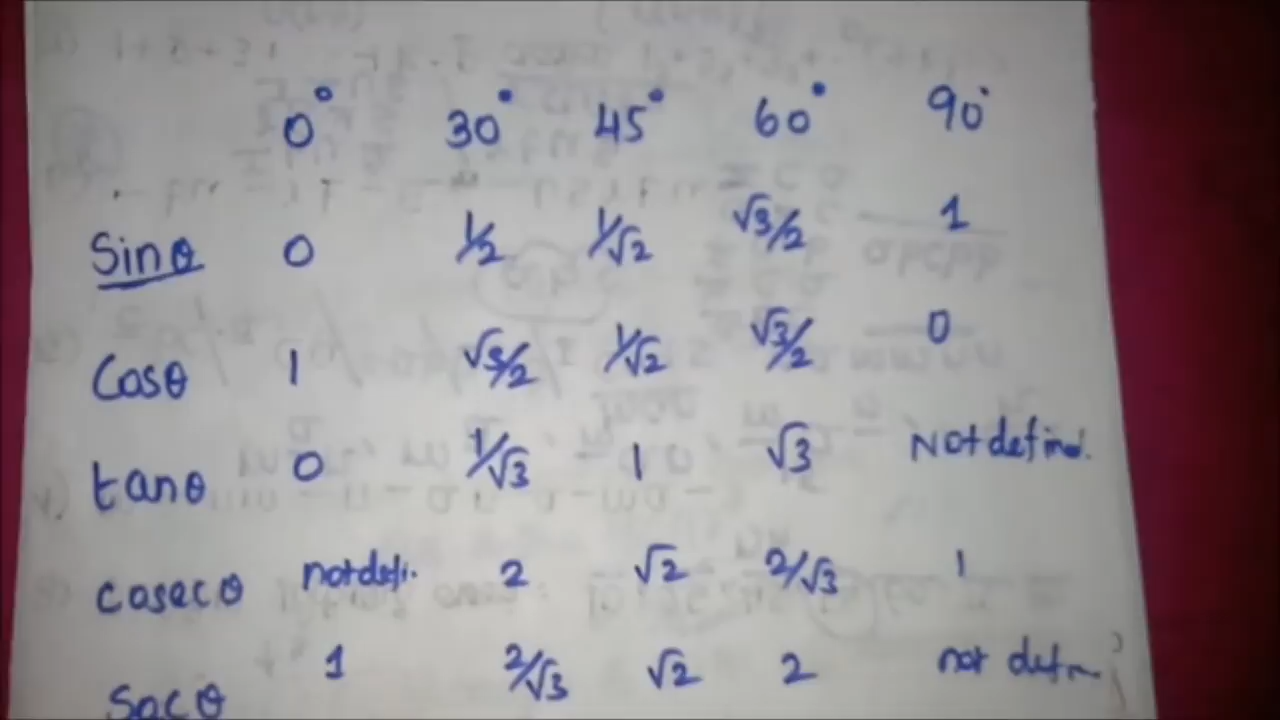 0° 30° 45° 60° 90°
Sinθ 0 1/2 1/√2 √3/2 1
Cosθ 1 √3/2 1/√2 √3/2 0
tanθ 0 1/√3 1 √3 Not define.
cosecθ notdefi. 2 √2 2/√3 1
Secθ 1 2/√3 √2 2 not defin